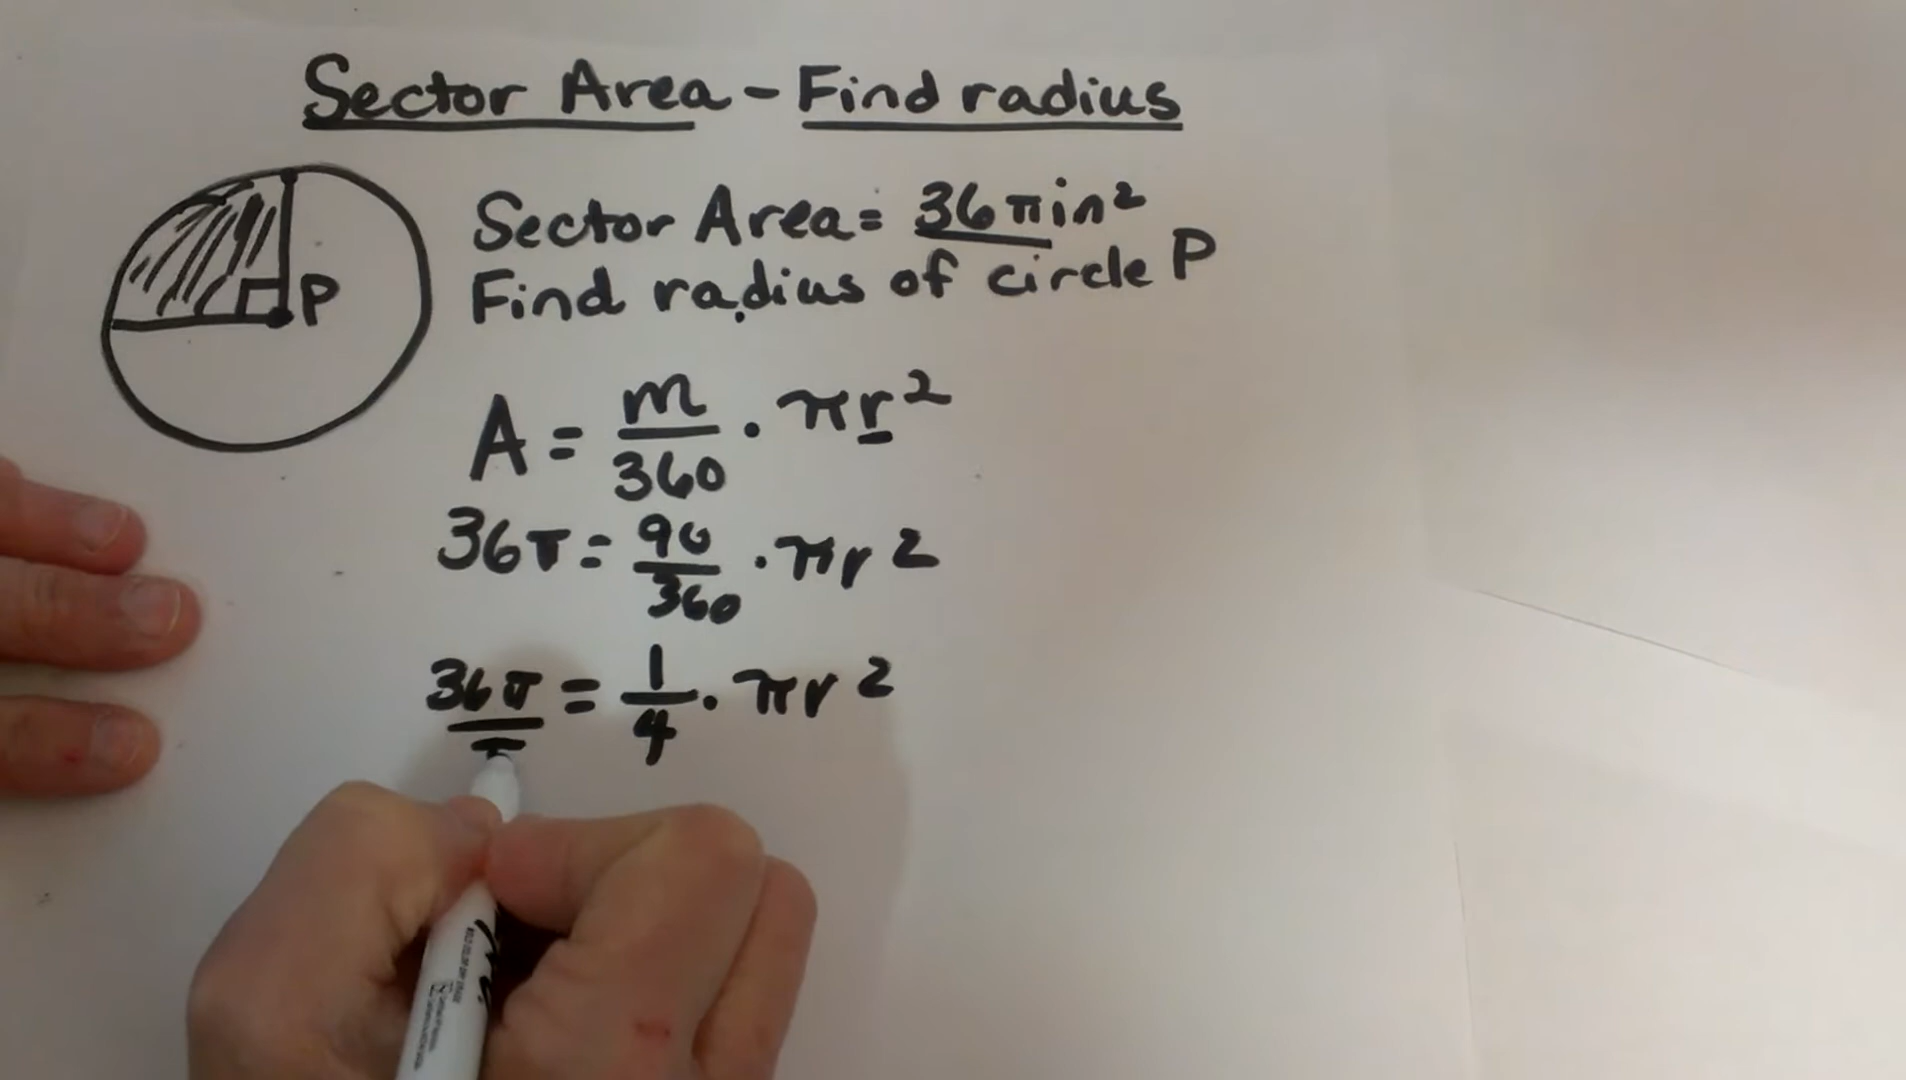 Sector Area - Find radius
Sector Area = 36π in²
Find radius of circle P
P
A = m/360 · πr²
36π = 90/360 · πr²
36π/π = 1/4 · πr²